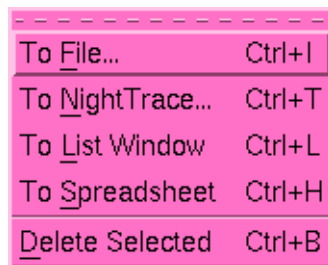 To File... Ctrl+I
To NightTrace... Ctrl+T
To List Window Ctrl+L
To Spreadsheet Ctrl+H
Delete Selected Ctrl+B